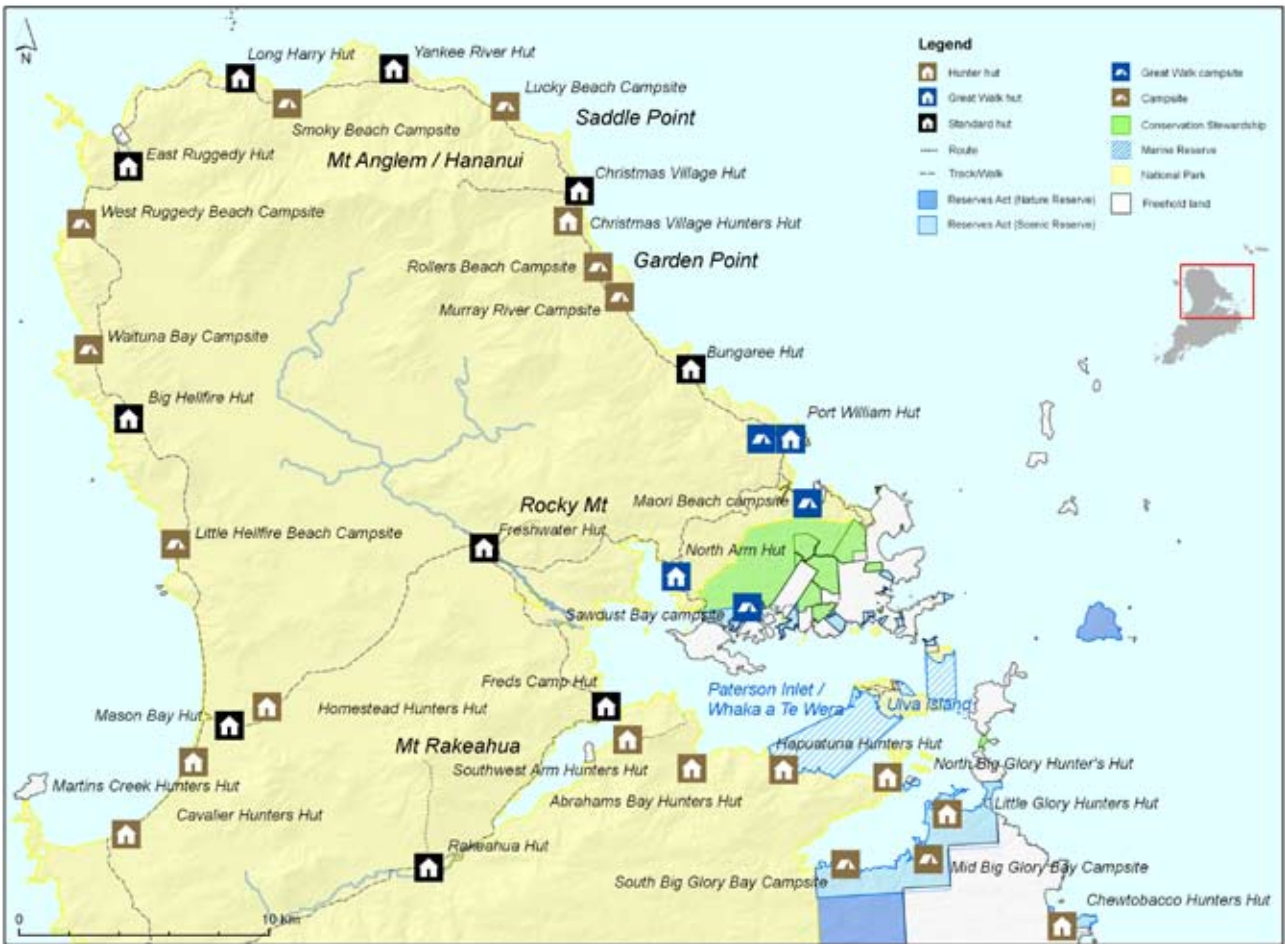 N
Long Harry Hut
Yankee River Hut
Lucky Beach Campsite
Smoky Beach Campsite
Saddle Point
East Ruggedy Hut
Mt Anglem / Hananui
Christmas Village Hut
West Ruggedy Beach Campsite
Christmas Village Hunters Hut
Rollers Beach Campsite
Garden Point
Murray River Campsite
Waituna Bay Campsite
Bungaree Hut
Big Hellfire Hut
Port William Hut
Rocky Mt
Maori Beach campsite
Little Hellfire Beach Campsite
Freshwater Hut
North Arm Hut
Sawdust Bay campsite
Freds Camp Hut
Paterson Inlet /
Whaka a Te Wera
Ulva Island
Mason Bay Hut
Homestead Hunters Hut
Mt Rakeahua
Hapuatuna Hunters Hut
Southwest Arm Hunters Hut
North Big Glory Hunter's Hut
Martins Creek Hunters Hut
Abrahams Bay Hunters Hut
Little Glory Hunters Hut
Cavalier Hunters Hut
Rakeahua Hut
Mid Big Glory Bay Campsite
South Big Glory Bay Campsite
Chewtobacco Hunters Hut
0
10 Km
Legend
Hunter hut
Great Walk hut
Standard hut
Route
Track/Walk
Reserves Act (Nature Reserve)
Reserves Act (Scenic Reserve)
Great Walk campsite
Campsite
Conservation Stewardship
Marine Reserve
National Park
Freehold land